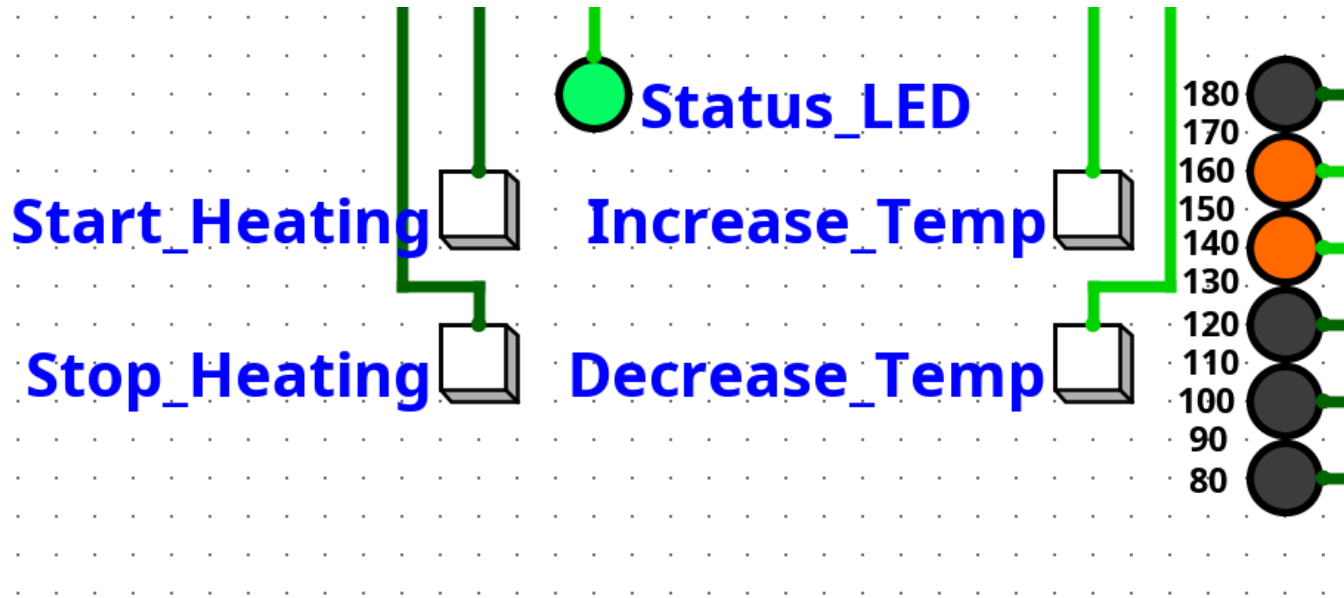 Status_LED
Start_Heating
Increase_Temp
Stop_Heating
Decrease_Temp
180
170
160
150
140
130
120
110
100
90
80